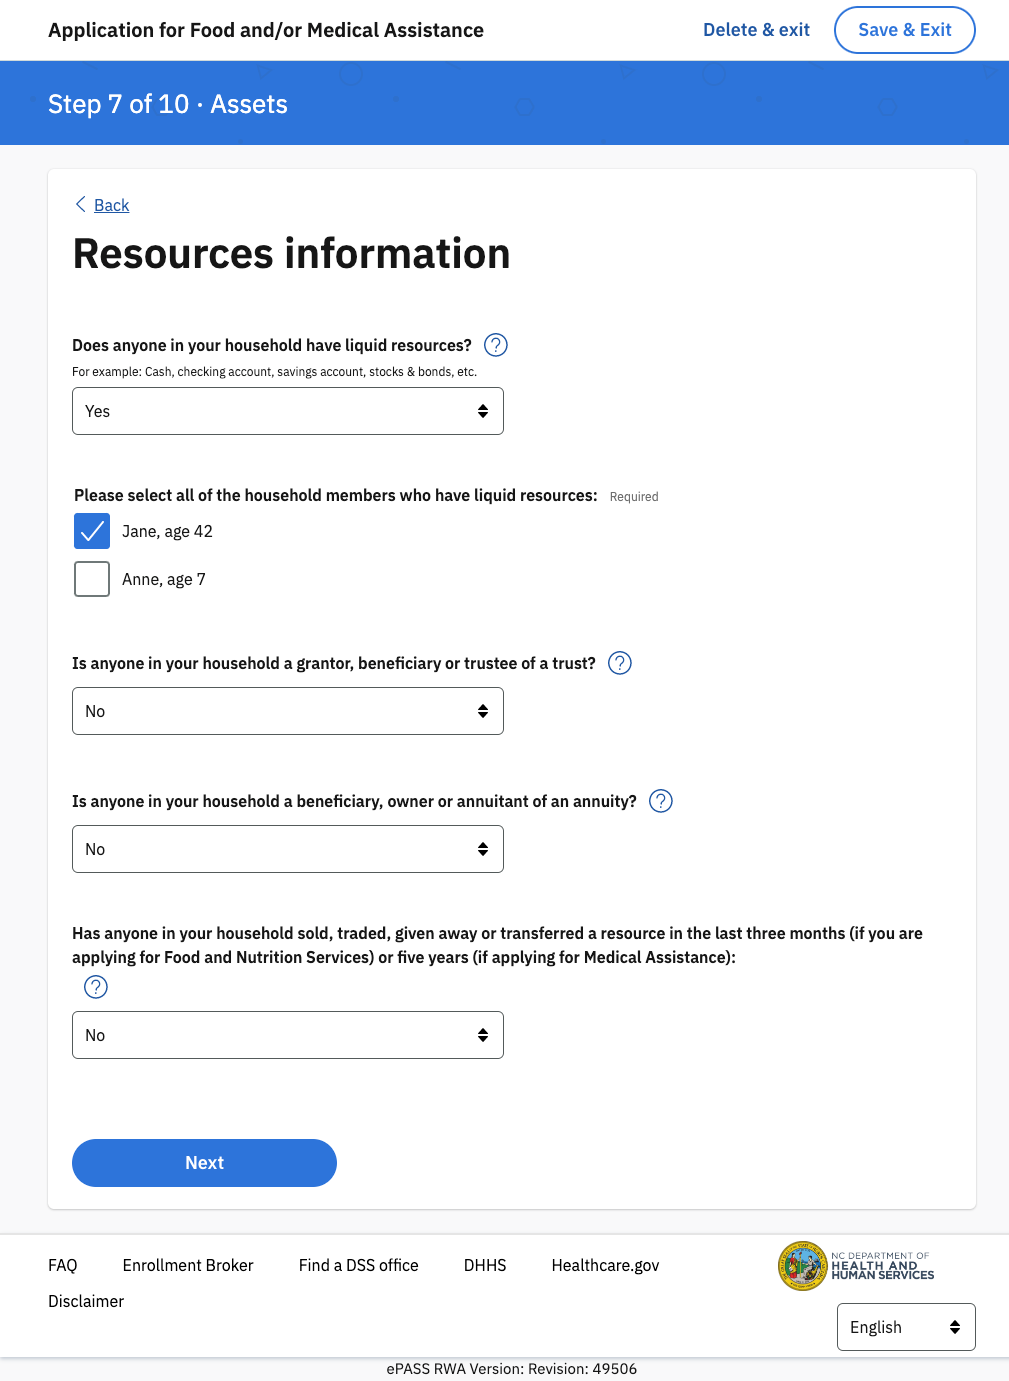 Application for Food and/or Medical Assistance
Delete & exit
Save & Exit
Step 7 of 10 · Assets
Back
Resources information
Does anyone in your household have liquid resources?
For example: Cash, checking account, savings account, stocks & bonds, etc.
Yes
Please select all of the household members who have liquid resources: Required
Jane, age 42
Anne, age 7
Is anyone in your household a grantor, beneficiary or trustee of a trust?
No
Is anyone in your household a beneficiary, owner or annuitant of an annuity?
No
Has anyone in your household sold, traded, given away or transferred a resource in the last three months (if you are
applying for Food and Nutrition Services) or five years (if applying for Medical Assistance):
No
Next
FAQ
Enrollment Broker
Find a DSS office
DHHS
Healthcare.gov
Disclaimer
NC DEPARTMENT OF
HEALTH AND
HUMAN SERVICES
English
ePASS RWA Version: Revision: 49506